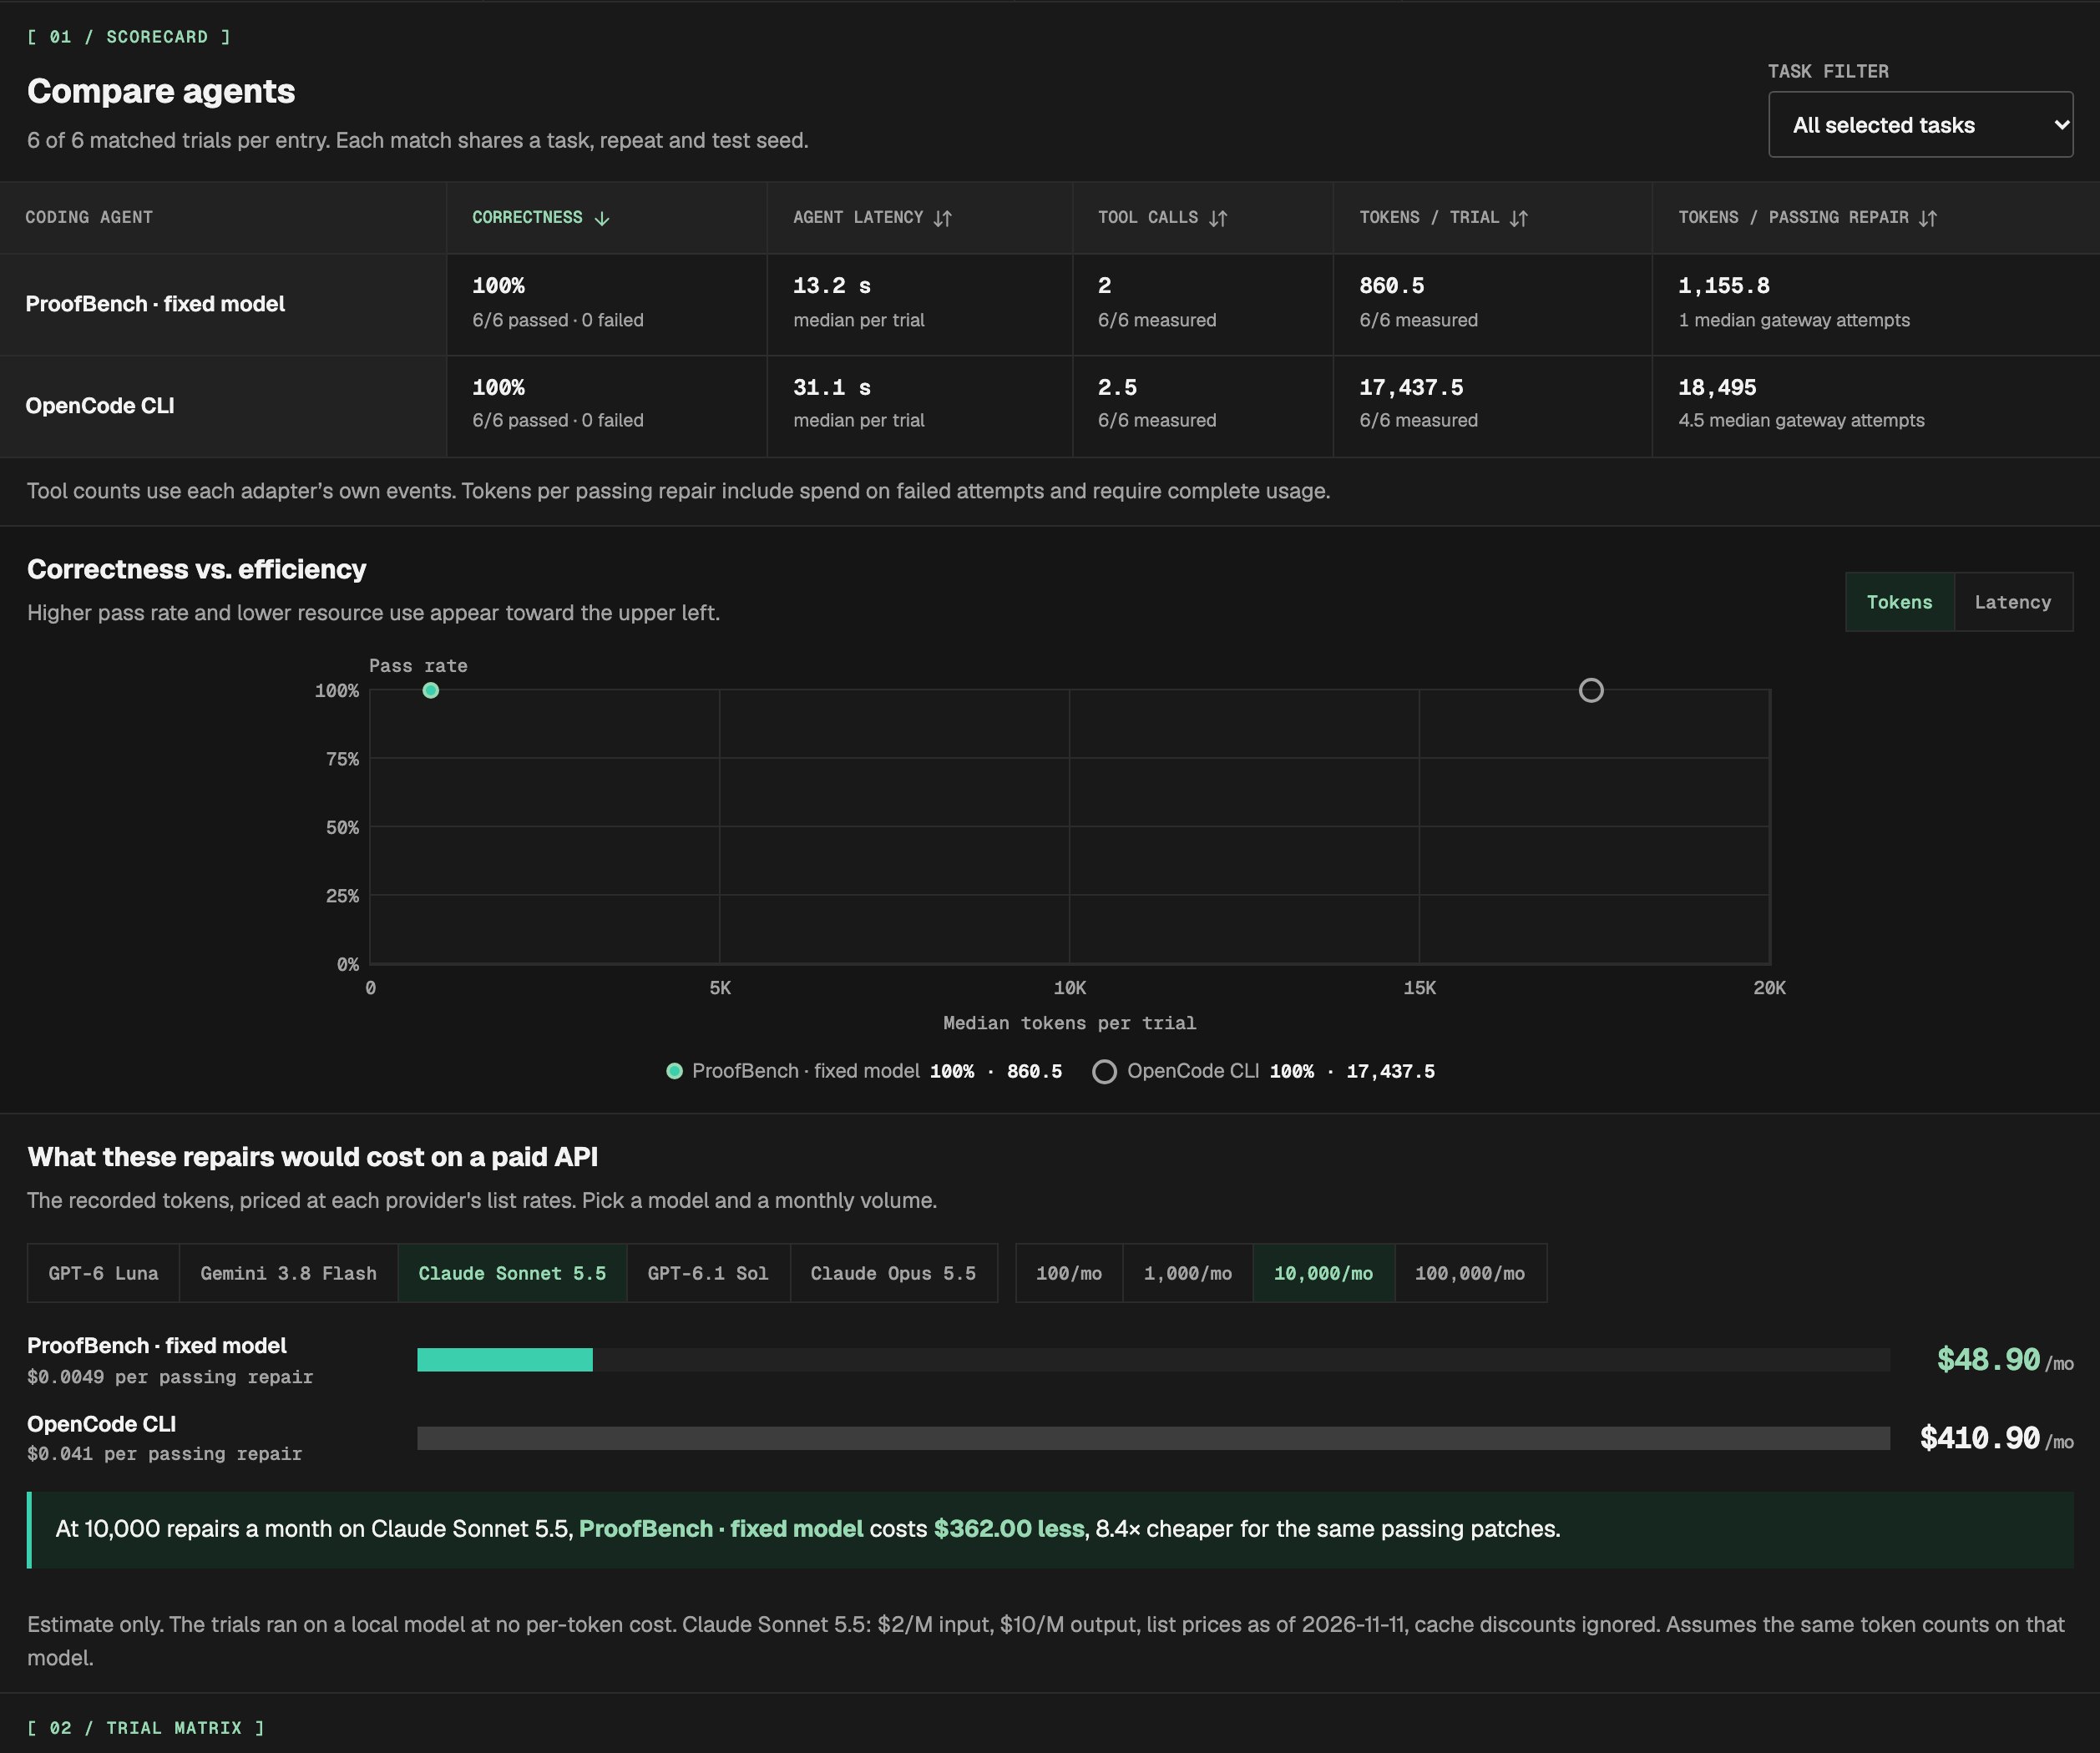 [ 01 / SCORECARD ]
Compare agents
6 of 6 matched trials per entry. Each match shares a task, repeat and test seed.
TASK FILTER
All selected tasks
CODING AGENT CORRECTNESS ↓ AGENT LATENCY ↓↑ TOOL CALLS ↓↑ TOKENS / TRIAL ↓↑ TOKENS / PASSING REPAIR ↓↑
ProofBench · fixed model
100% 13.2 s 2 860.5 1,155.8
6/6 passed · 0 failed median per trial 6/6 measured 6/6 measured 1 median gateway attempts
OpenCode CLI
100% 31.1 s 2.5 17,437.5 18,495
6/6 passed · 0 failed median per trial 6/6 measured 6/6 measured 4.5 median gateway attempts
Tool counts use each adapter’s own events. Tokens per passing repair include spend on failed attempts and require complete usage.
Correctness vs. efficiency
Higher pass rate and lower resource use appear toward the upper left.
Tokens Latency
Pass rate
100%
75%
50%
25%
0%
0 5K 10K 15K 20K
Median tokens per trial
ProofBench · fixed model 100% · 860.5 OpenCode CLI 100% · 17,437.5
What these repairs would cost on a paid API
The recorded tokens, priced at each provider's list rates. Pick a model and a monthly volume.
GPT-6 Luna Gemini 3.8 Flash Claude Sonnet 5.5 GPT-6.1 Sol Claude Opus 5.5 100/mo 1,000/mo 10,000/mo 100,000/mo
ProofBench · fixed model
$0.0049 per passing repair
$48.90 /mo
OpenCode CLI
$0.041 per passing repair
$410.90 /mo
At 10,000 repairs a month on Claude Sonnet 5.5, ProofBench · fixed model costs $362.00 less, 8.4× cheaper for the same passing patches.
Estimate only. The trials ran on a local model at no per-token cost. Claude Sonnet 5.5: $2/M input, $10/M output, list prices as of 2026-11-11, cache discounts ignored. Assumes the same token counts on that
model.
[ 02 / TRIAL MATRIX ]